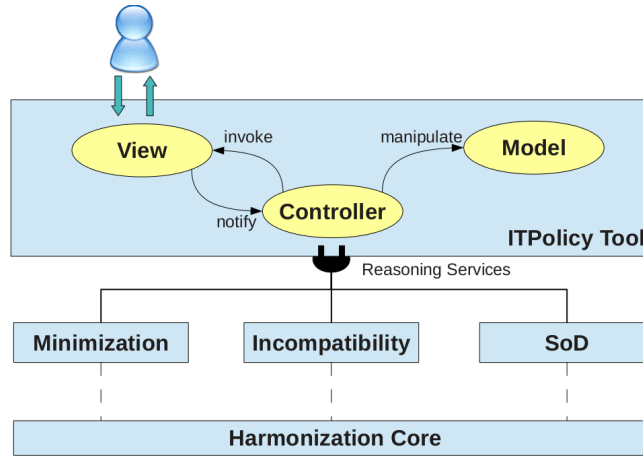 invoke
manipulate
View
Model
notify
Controller
ITPolicy Tool
Reasoning Services
Minimization
Incompatibility
SoD
Harmonization Core